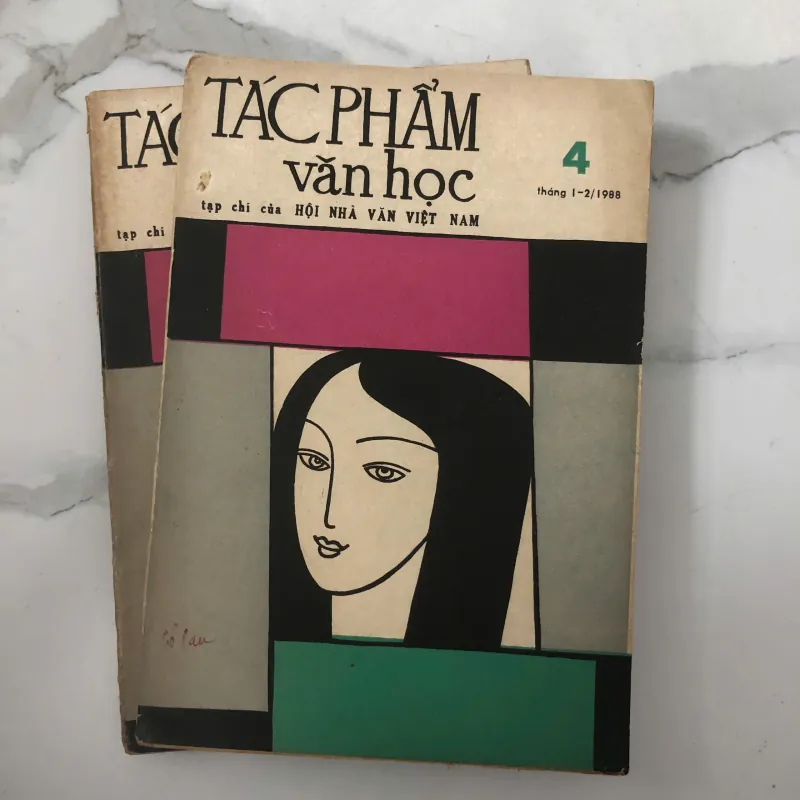 TÁC PHẨM
văn học
tạp chí của HỘI NHÀ VĂN VIỆT NAM
4
tháng 1-2/1988
TÁC
tạp chí